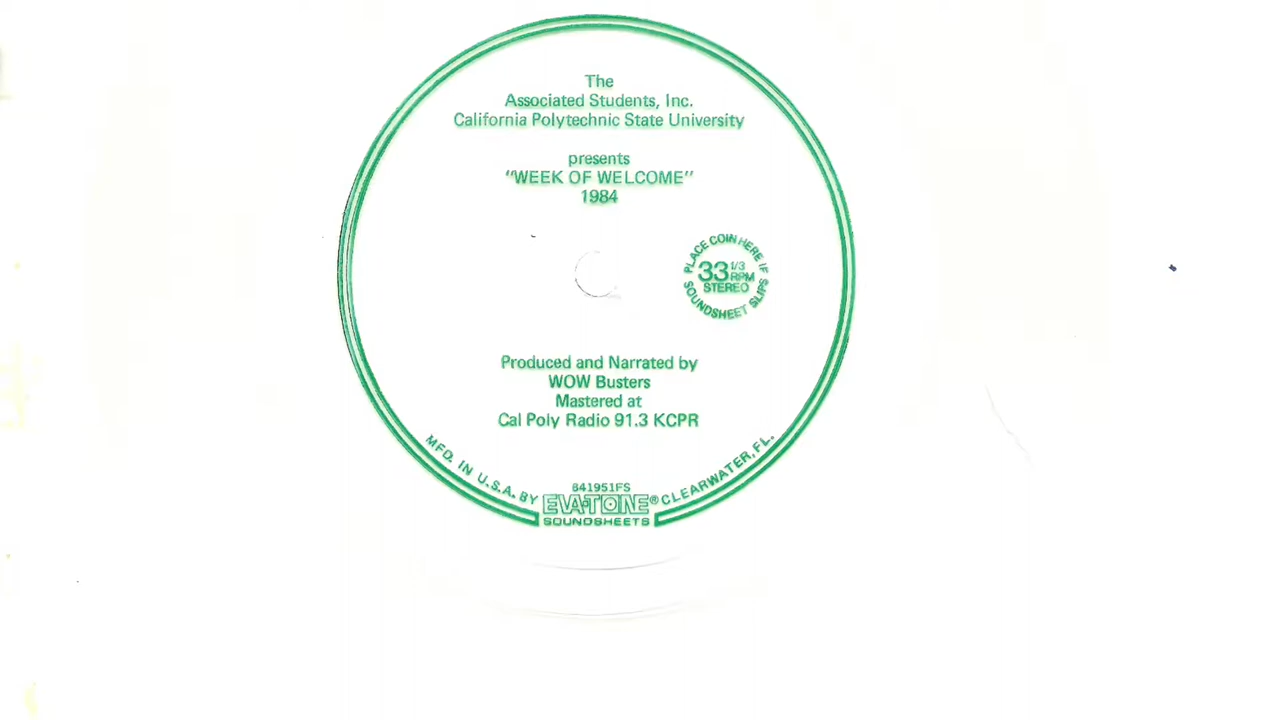 The
Associated Students, Inc.
California Polytechnic State University
presents
"WEEK OF WELCOME"
1984
PLACE COIN HERE IF
33 1/3
RPM
STEREO
SOUNDSHEET SLIPS
Produced and Narrated by
WOW Busters
Mastered at
Cal Poly Radio 91.3 KCPR
MFD. IN U.S.A. BY
841951FS
EVA-TONE®
SOUNDSHEETS
CLEARWATER, FL.